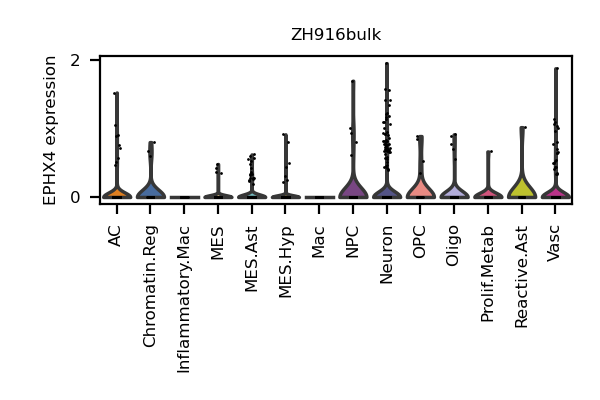 ZH916bulk
EPHX4 expression
2
0
AC
Chromatin.Reg
Inflammatory.Mac
MES
MES.Ast
MES.Hyp
Mac
NPC
Neuron
OPC
Oligo
Prolif.Metab
Reactive.Ast
Vasc